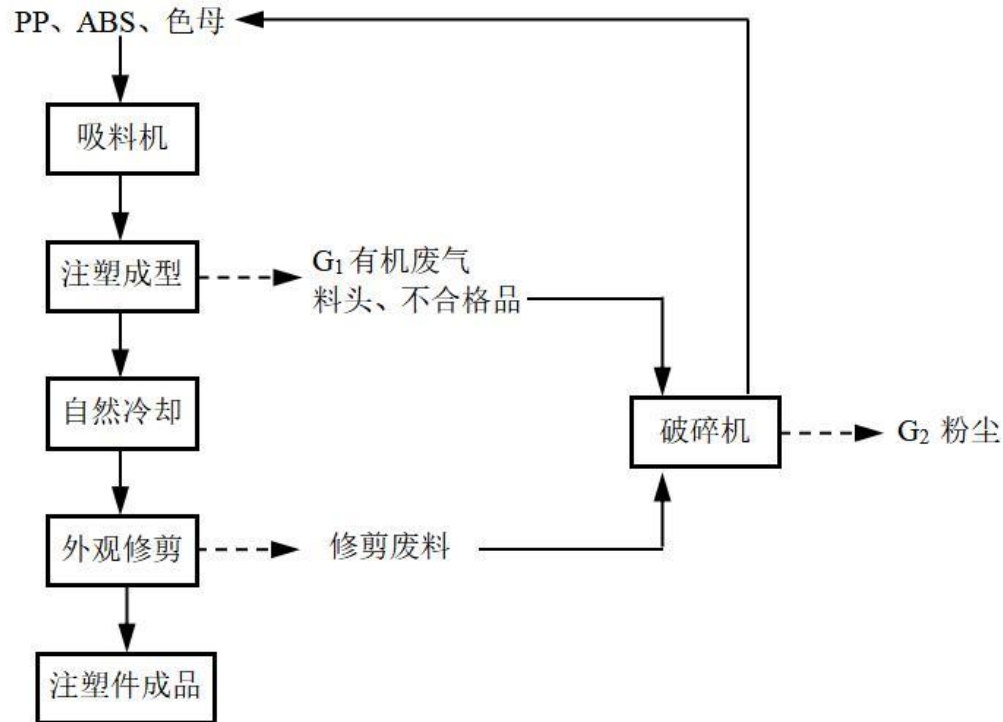 PP、ABS、色母
吸料机
注塑成型
G₁有机废气
料头、不合格品
自然冷却
破碎机
G₂ 粉尘
外观修剪
修剪废料
注塑件成品